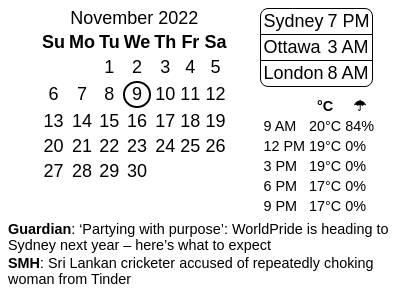 November 2022
Su Mo Tu We Th Fr Sa
1 2 3 4 5
6 7 8 9 10 11 12
13 14 15 16 17 18 19
20 21 22 23 24 25 26
27 28 29 30
Sydney 7 PM
Ottawa 3 AM
London 8 AM
°C ☂
9 AM 20°C 84%
12 PM 19°C 0%
3 PM 19°C 0%
6 PM 17°C 0%
9 PM 17°C 0%
Guardian: ‘Partying with purpose’: WorldPride is heading to
Sydney next year – here’s what to expect
SMH: Sri Lankan cricketer accused of repeatedly choking
woman from Tinder